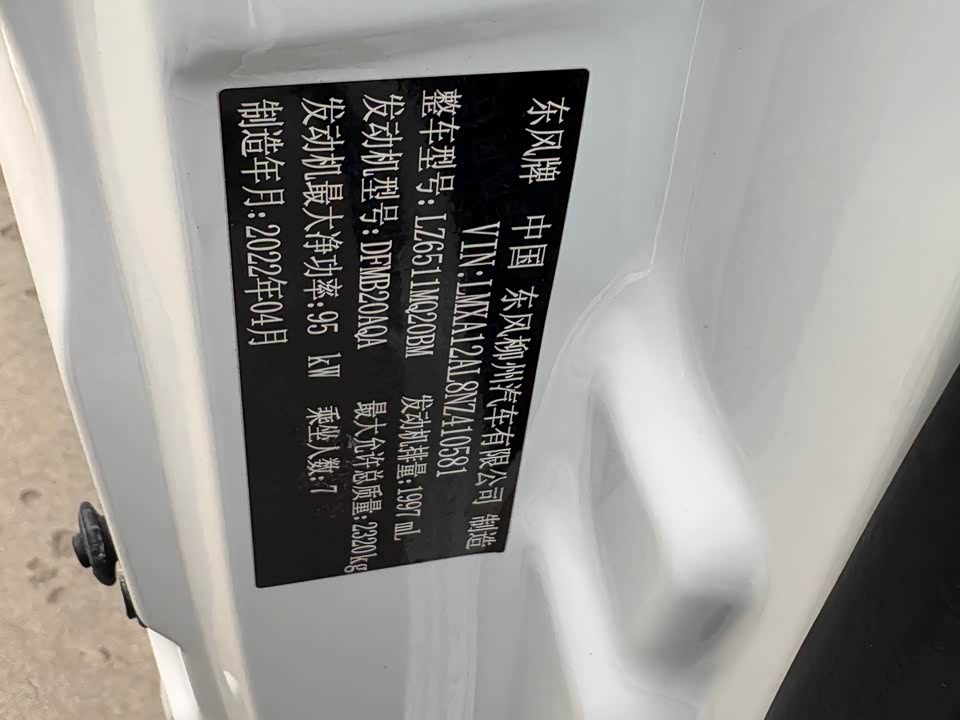 东风牌 中国 东风柳州汽车有限公司 制造
VIN:LMXA12AL8NZ410581
整车型号:LZ6511MQ20BM 发动机排量:1997 mL
发动机型号:DFMB20AQA 最大允许总质量:2320kg
发动机最大净功率:95 kW 乘坐人数:7
制造年月:2022年04月